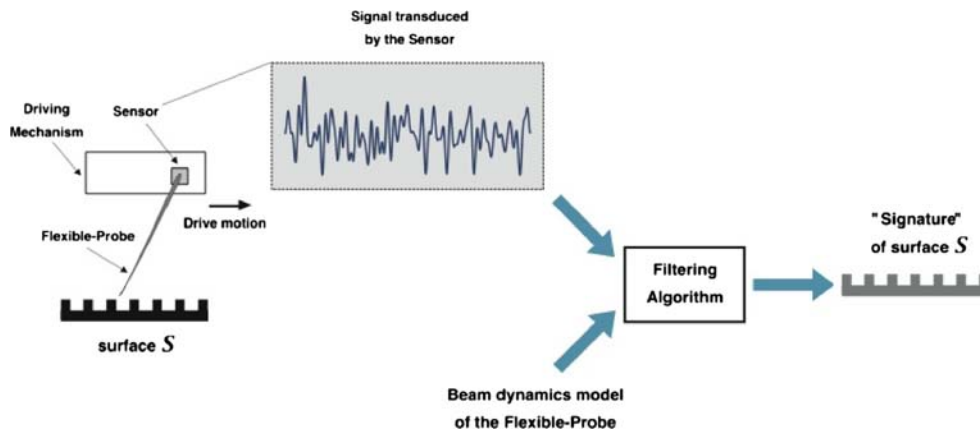 Signal transduced
by the Sensor
Driving
Mechanism
Sensor
Drive motion
Flexible-Probe
surface S
Filtering
Algorithm
"Signature"
of surface S
Beam dynamics model
of the Flexible-Probe